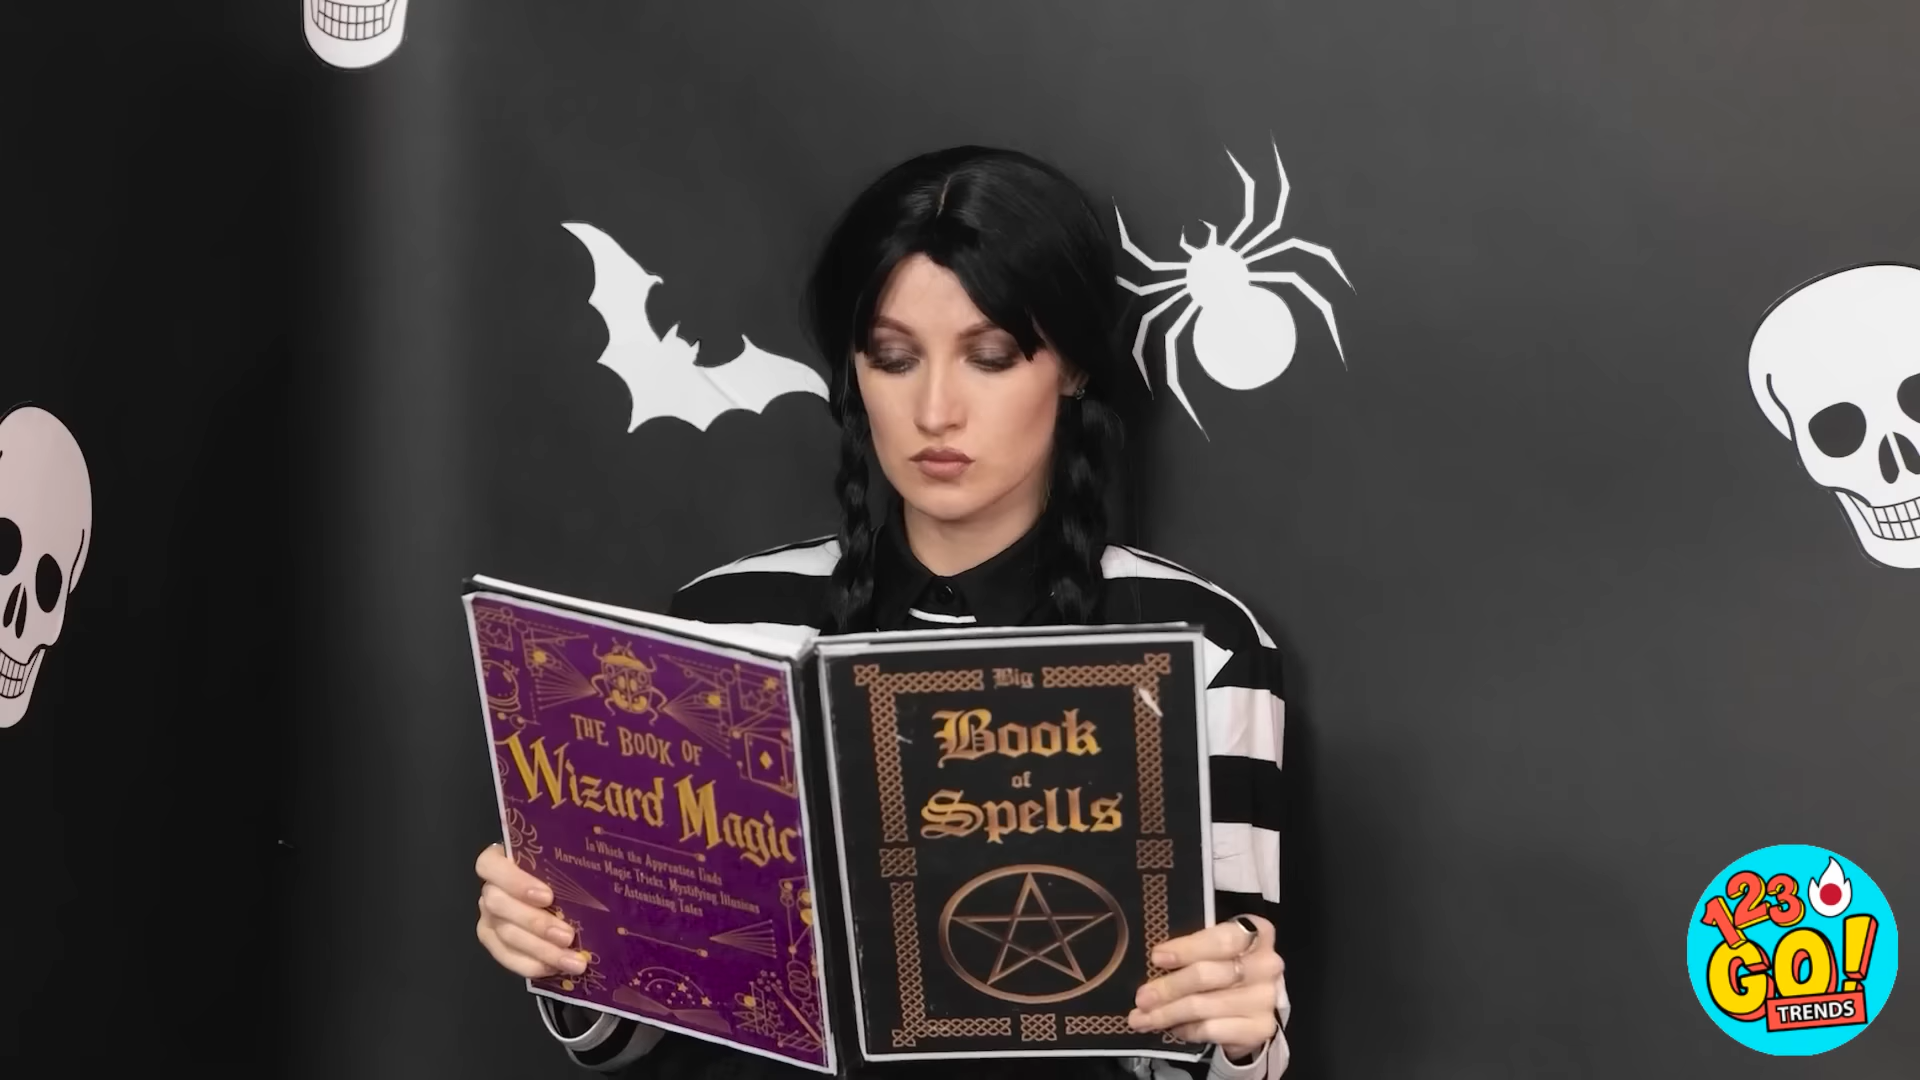 THE BOOK OF
Wizard Magic
In Which the Apprentice Finds
Marvelous Magic Tricks, Mystifying Illusions
& Astonishing Tales
Big
Book
of
Spells
123
GO!
TRENDS